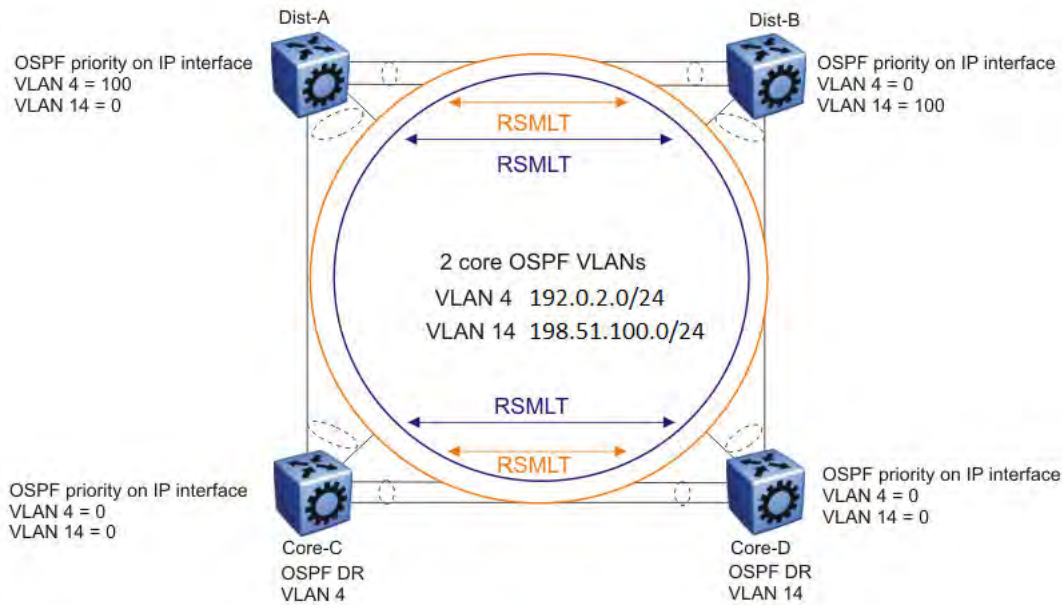 Dist-A
Dist-B
OSPF priority on IP interface
VLAN 4 = 100
VLAN 14 = 0
OSPF priority on IP interface
VLAN 4 = 0
VLAN 14 = 100
RSMLT
RSMLT
2 core OSPF VLANs
VLAN 4 192.0.2.0/24
VLAN 14 198.51.100.0/24
RSMLT
RSMLT
OSPF priority on IP interface
VLAN 4 = 0
VLAN 14 = 0
OSPF priority on IP interface
VLAN 4 = 0
VLAN 14 = 0
Core-C
OSPF DR
VLAN 4
Core-D
OSPF DR
VLAN 14